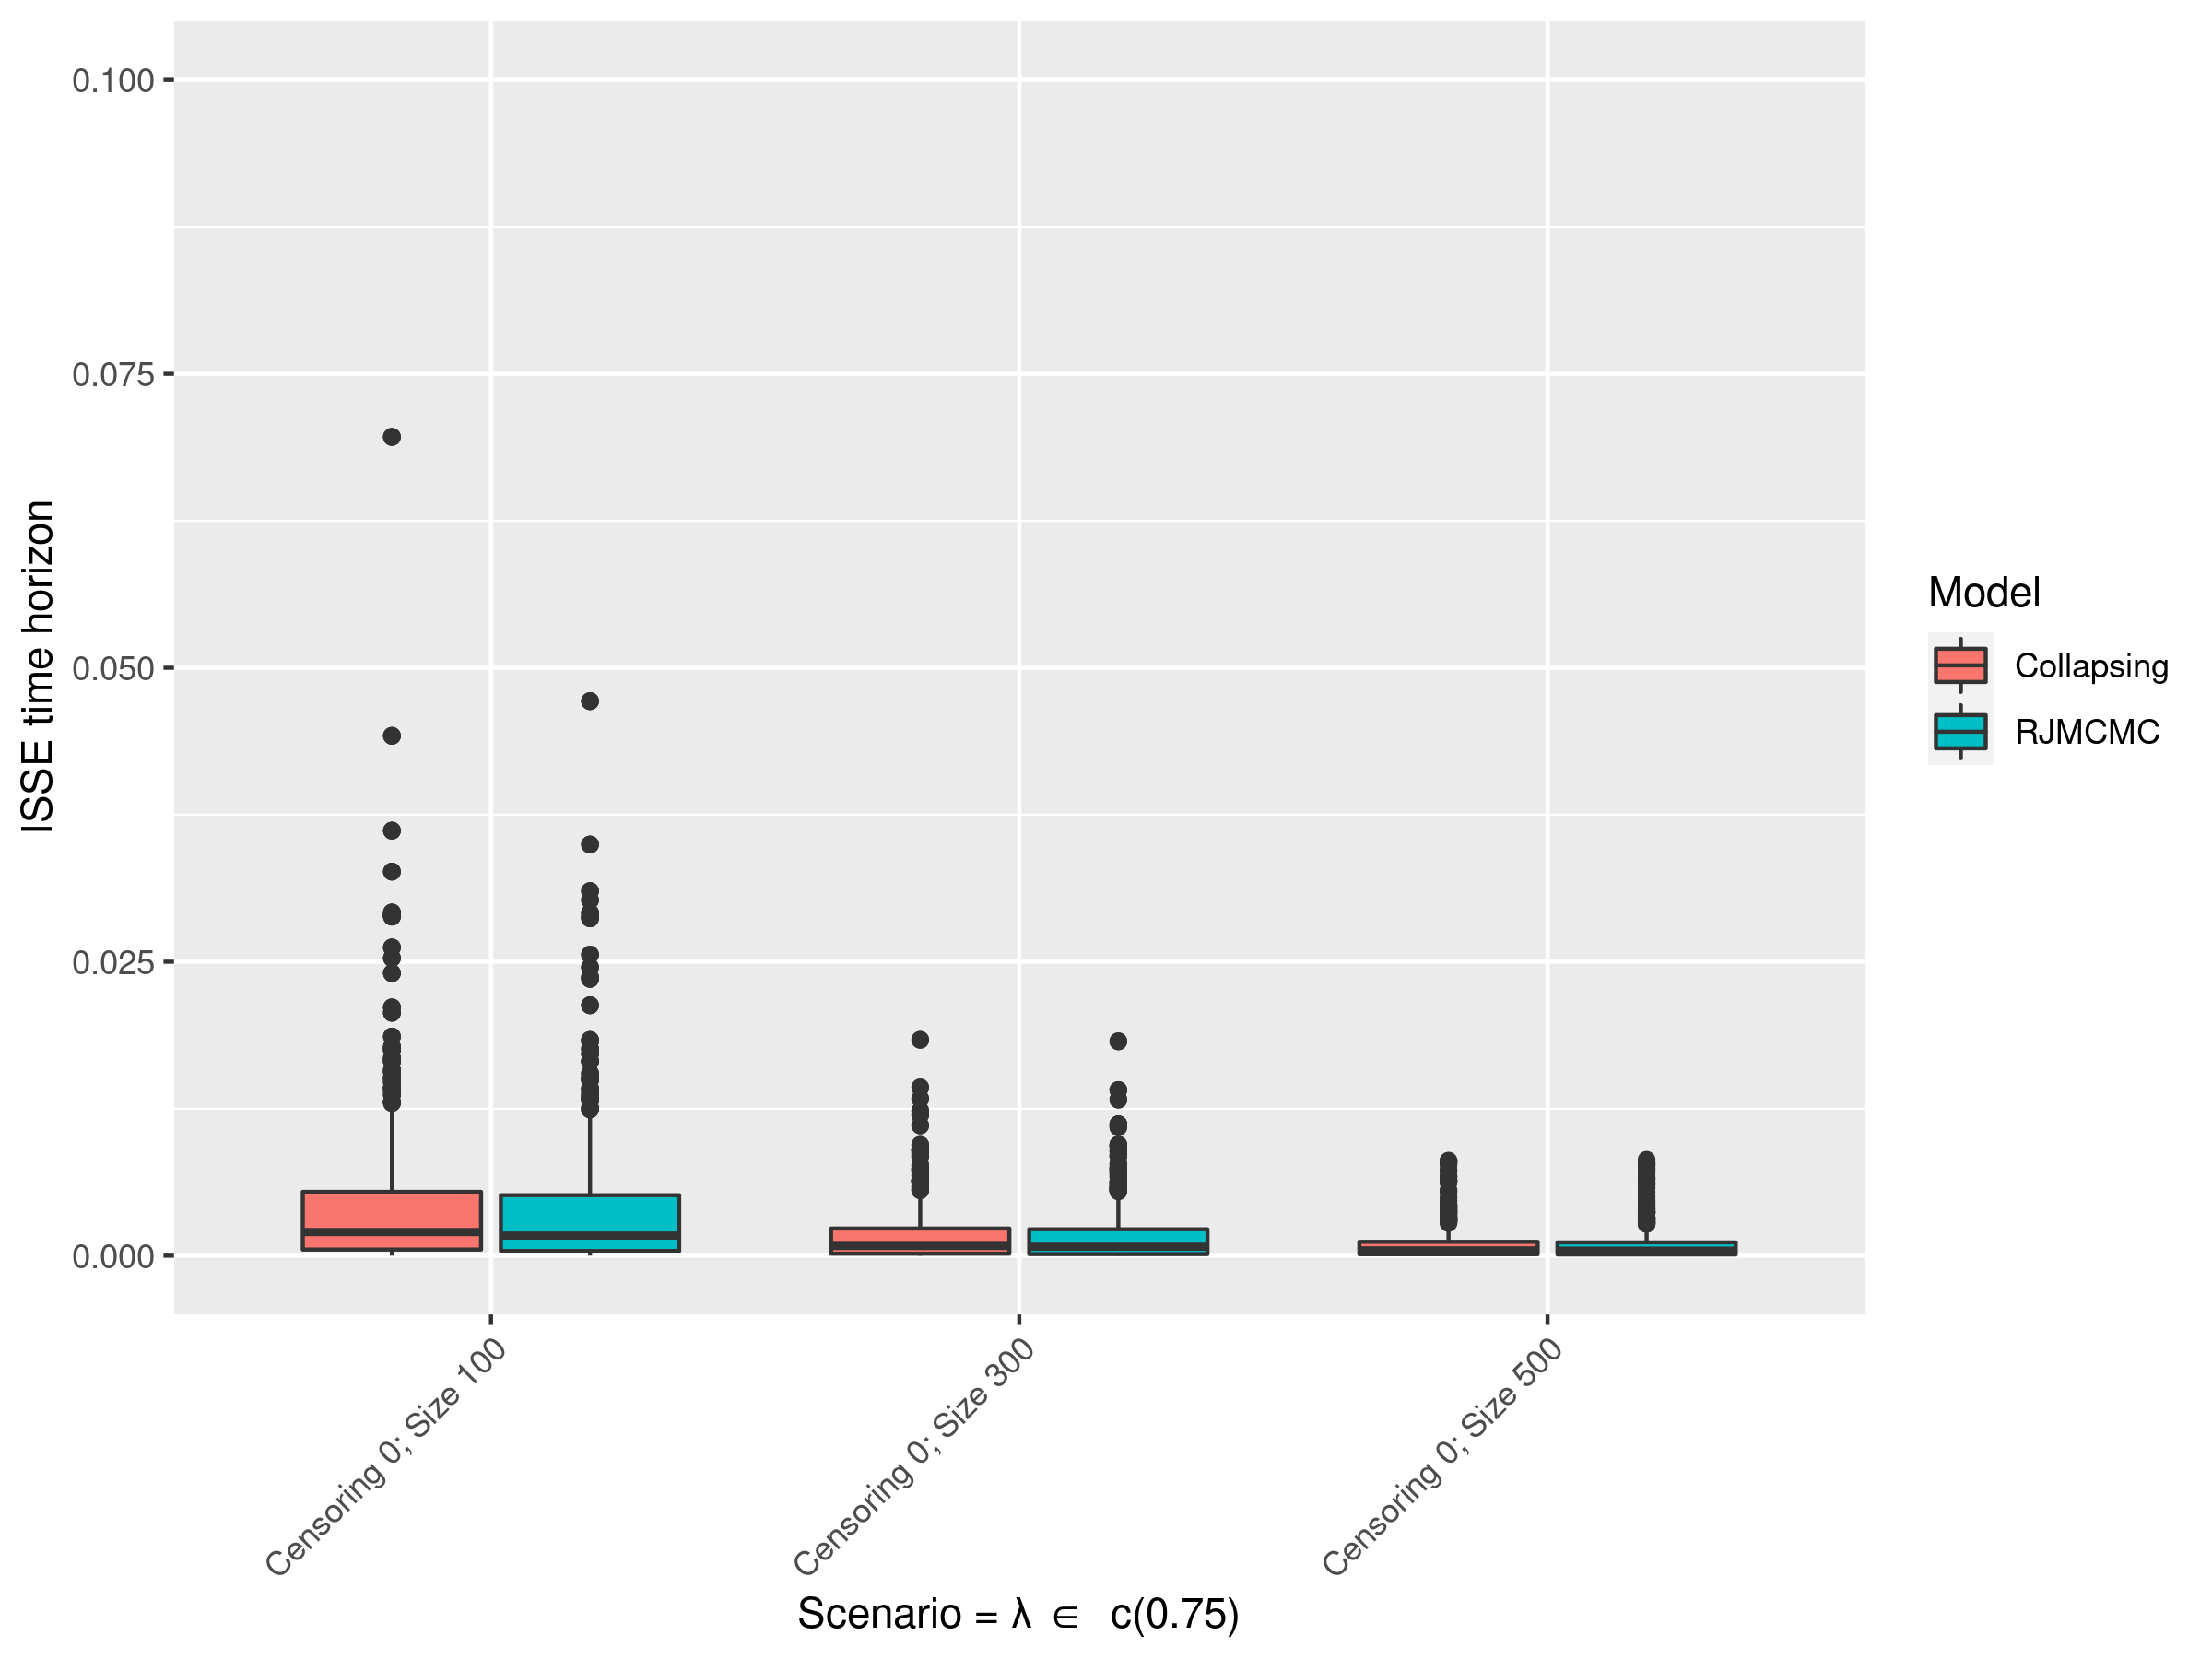 0.100
0.075
0.050
0.025
0.000
ISSE time horizon
Censoring 0; Size 100
Censoring 0; Size 300
Censoring 0; Size 500
Scenario = λ ∈ c(0.75)
Model
Collapsing
RJMCMC